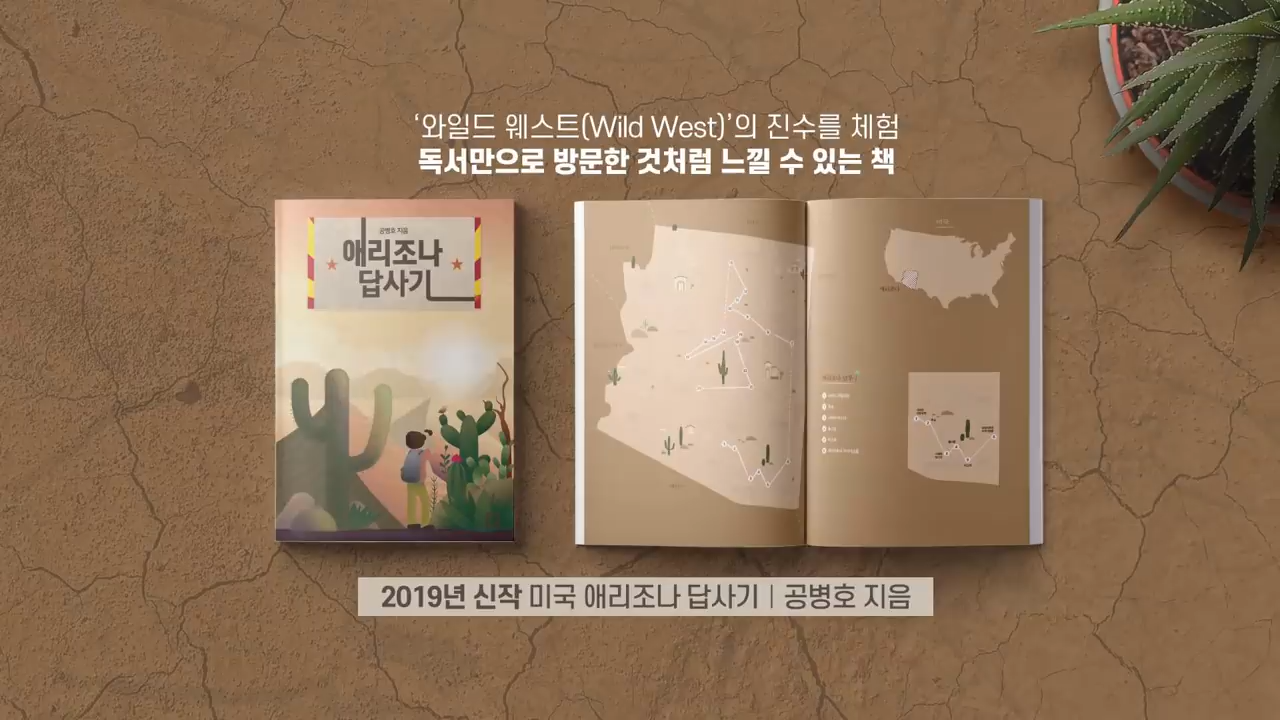 ‘와일드 웨스트(Wild West)’의 진수를 체험
독서만으로 방문한 것처럼 느낄 수 있는 책
공병호 지음
애리조나
답사기
2019년 신작 미국 애리조나 답사기 | 공병호 지음